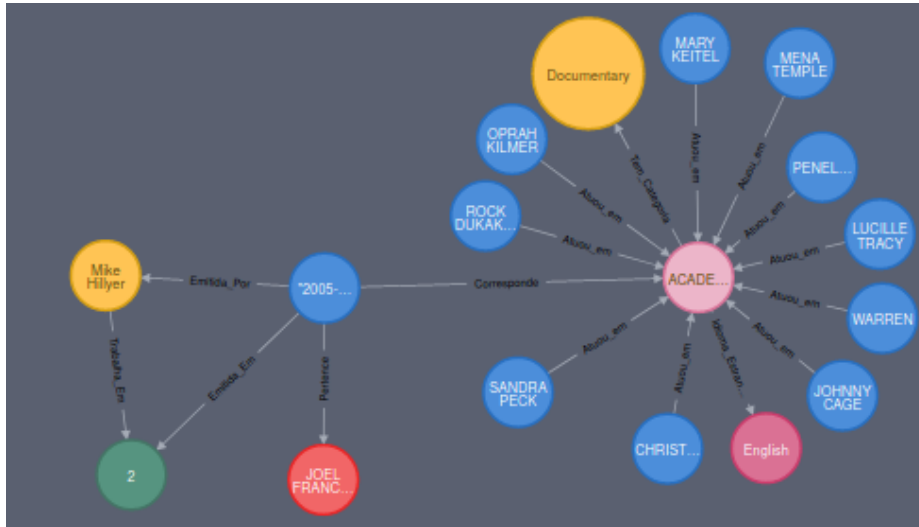 MARY
KEITEL
MENA
TEMPLE
Documentary
OPRAH
KILMER
Atuou_em
Tem_Categoria
Atuou_em
PENEL...
Atuou_em
Atuou_em
ROCK
DUKAK...
Atuou_em
LUCILLE
TRACY
Atuou_em
Mike
Hillyer
Emitida_Por
"2005-...
Corresponde
ACADE...
Atuou_em
WARREN
Trabalha_Em
Emitida_Em
Pertence
Atuou_em
Atuou_em
Idioma_Estran...
Atuou_em
SANDRA
PECK
JOHNNY
CAGE
CHRIST...
English
2
JOEL
FRANC...